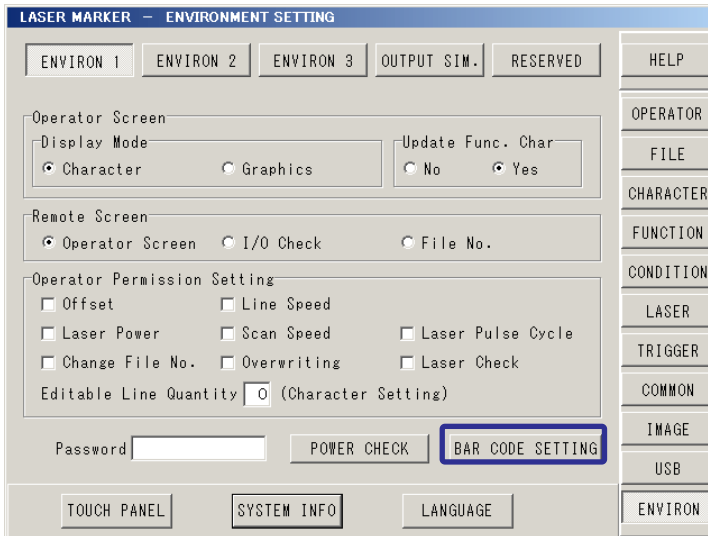 LASER MARKER – ENVIRONMENT SETTING
ENVIRON 1 ENVIRON 2 ENVIRON 3 OUTPUT SIM. RESERVED
Operator Screen
Display Mode
Character Graphics
Update Func. Char
No Yes
Remote Screen
Operator Screen I/O Check File No.
Operator Permission Setting
Offset Line Speed
Laser Power Scan Speed Laser Pulse Cycle
Change File No. Overwriting Laser Check
Editable Line Quantity 0 (Character Setting)
Password POWER CHECK BAR CODE SETTING
TOUCH PANEL SYSTEM INFO LANGUAGE
HELP
OPERATOR
FILE
CHARACTER
FUNCTION
CONDITION
LASER
TRIGGER
COMMON
IMAGE
USB
ENVIRON